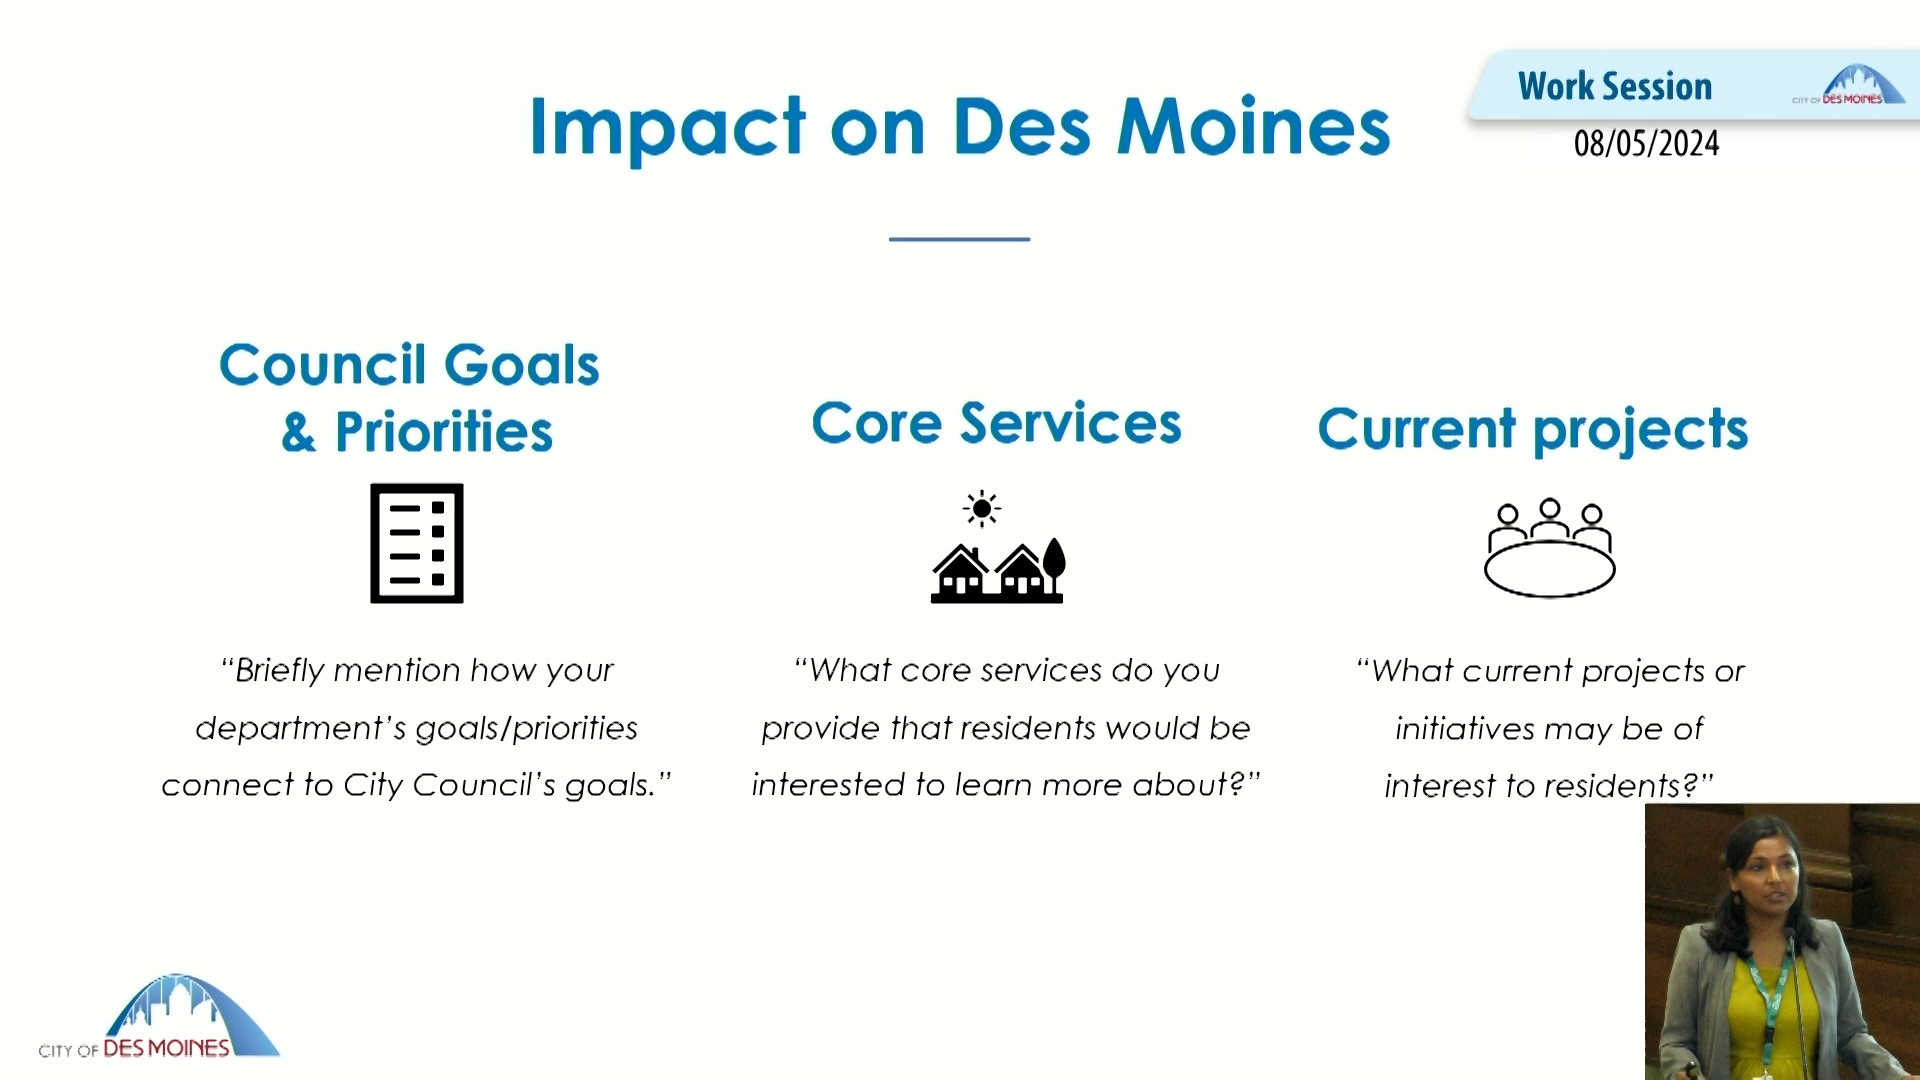 Work Session
CITY OF DES MOINES
08/05/2024
Impact on Des Moines
Council Goals
& Priorities
“Briefly mention how your
department’s goals/priorities
connect to City Council’s goals.”
Core Services
“What core services do you
provide that residents would be
interested to learn more about?”
Current projects
“What current projects or
initiatives may be of
interest to residents?”
CITY OF DES MOINES